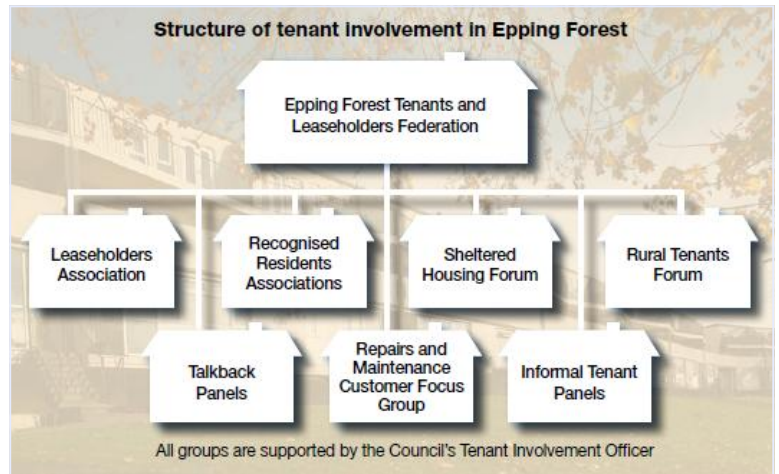 Structure of tenant involvement in Epping Forest
Epping Forest Tenants and
Leaseholders Federation
Leaseholders
Association
Recognised
Residents
Associations
Sheltered
Housing Forum
Rural Tenants
Forum
Talkback
Panels
Repairs and
Maintenance
Customer Focus
Group
Informal Tenant
Panels
All groups are supported by the Council's Tenant Involvement Officer